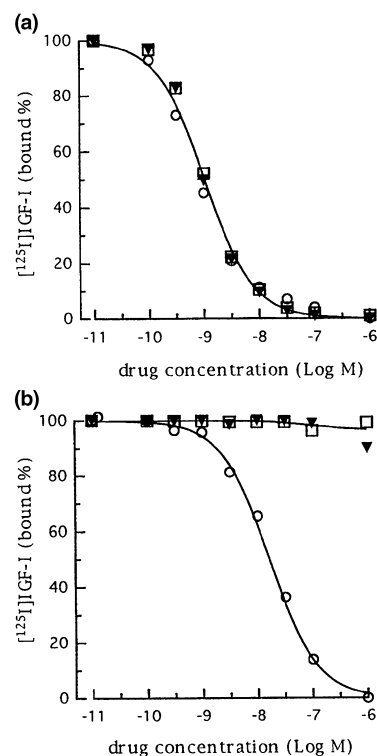 (a)
100
80
60
40
20
0
[¹²⁵I]IGF-I (bound %)
-11 -10 -9 -8 -7 -6
drug concentration (Log M)
(b)
100
80
60
40
20
0
[¹²⁵I]IGF-I (bound %)
-11 -10 -9 -8 -7 -6
drug concentration (Log M)